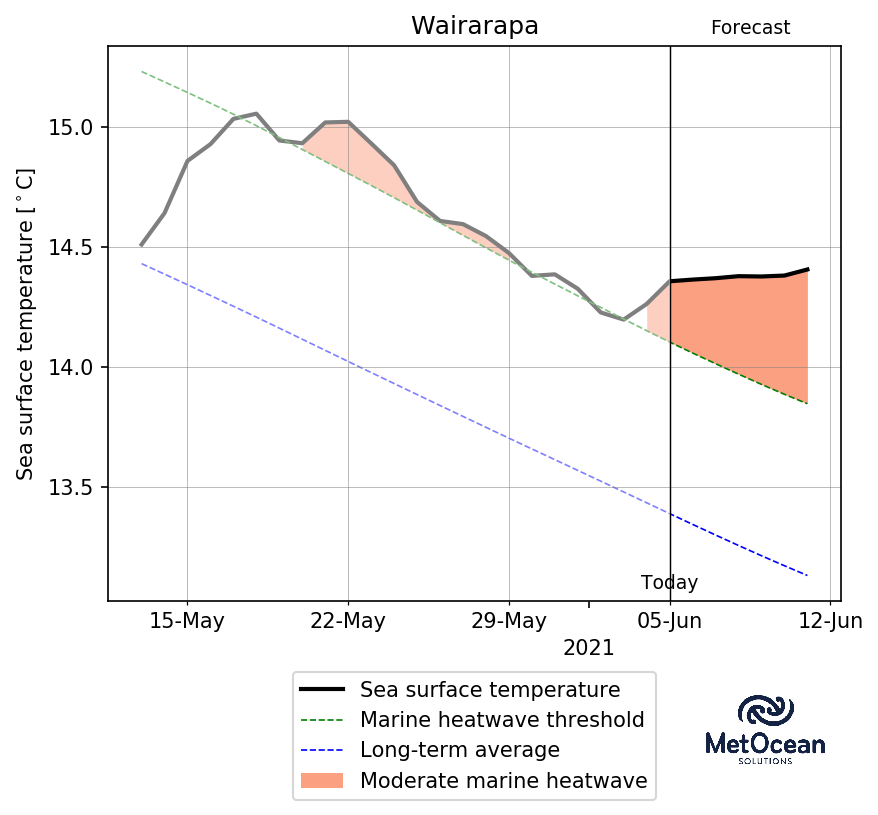 Wairarapa
Forecast
Sea surface temperature [°C]
15.0
14.5
14.0
13.5
Today
15-May
22-May
29-May
05-Jun
12-Jun
2021
Sea surface temperature
Marine heatwave threshold
Long-term average
Moderate marine heatwave
MetOcean
SOLUTIONS